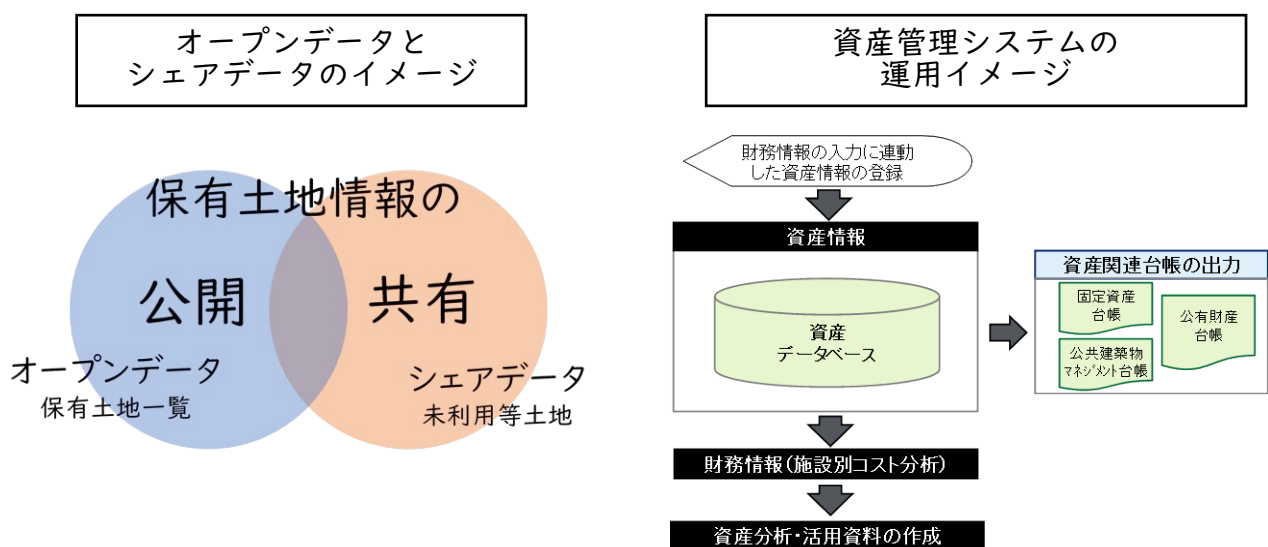 オープンデータと
シェアデータのイメージ
保有土地情報の
公開
共有
オープンデータ
保有土地一覧
シェアデータ
未利用等土地
資産管理システムの
運用イメージ
財務情報の入力に連動
した資産情報の登録
資産情報
資産
データベース
資産関連台帳の出力
固定資産
台帳
公有財産
台帳
公共建築物
マネジメント台帳
財務情報(施設別コスト分析)
資産分析・活用資料の作成